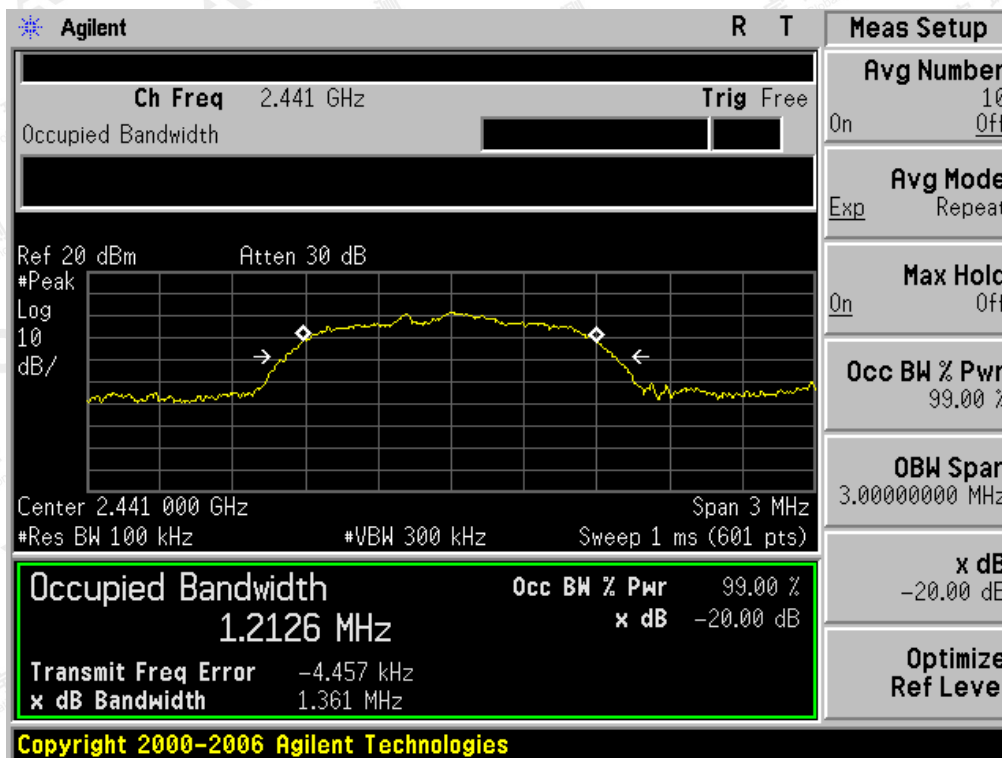 Agilent R T
Ch Freq 2.441 GHz Trig Free
Occupied Bandwidth
Ref 20 dBm Atten 30 dB
#Peak
Log
10
dB/
Center 2.441 000 GHz Span 3 MHz
#Res BW 100 kHz #VBW 300 kHz Sweep 1 ms (601 pts)
Occupied Bandwidth
1.2126 MHz
Occ BW % Pwr 99.00 %
x dB -20.00 dB
Transmit Freq Error -4.457 kHz
x dB Bandwidth 1.361 MHz
Copyright 2000-2006 Agilent Technologies
Meas Setup
Avg Number
10
On Off
Avg Mode
Exp Repeat
Max Hold
On Off
Occ BW % Pwr
99.00 %
OBW Span
3.00000000 MHz
x dB
-20.00 dB
Optimize
Ref Level